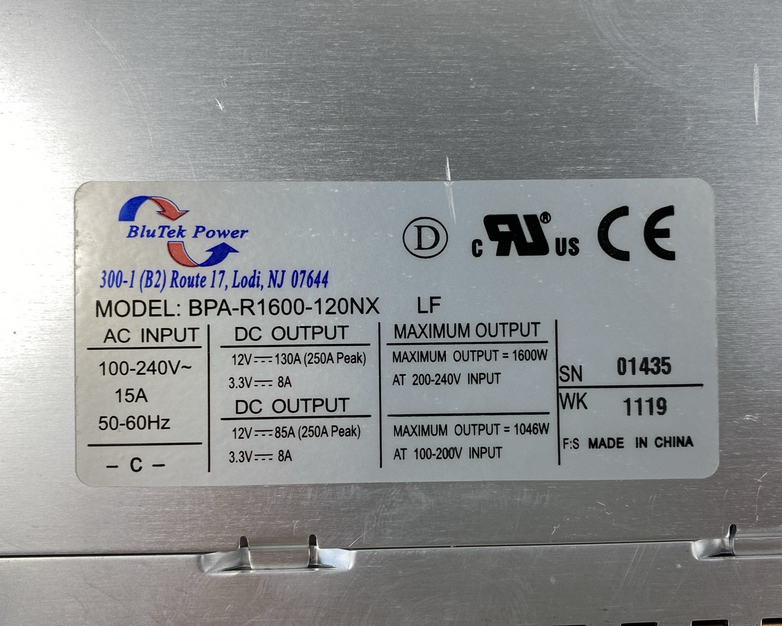 BluTek Power
300-1 (B2) Route 17, Lodi, NJ 07644
D
c RU® US CE
MODEL: BPA-R1600-120NX LF
AC INPUT
100-240V~
15A
50-60Hz
– C –
DC OUTPUT
12V⎓130A (250A Peak)
3.3V⎓8A
DC OUTPUT
12V⎓85A (250A Peak)
3.3V⎓8A
MAXIMUM OUTPUT
MAXIMUM OUTPUT = 1600W
AT 200-240V INPUT
MAXIMUM OUTPUT = 1046W
AT 100-200V INPUT
SN 01435
WK 1119
F:S MADE IN CHINA